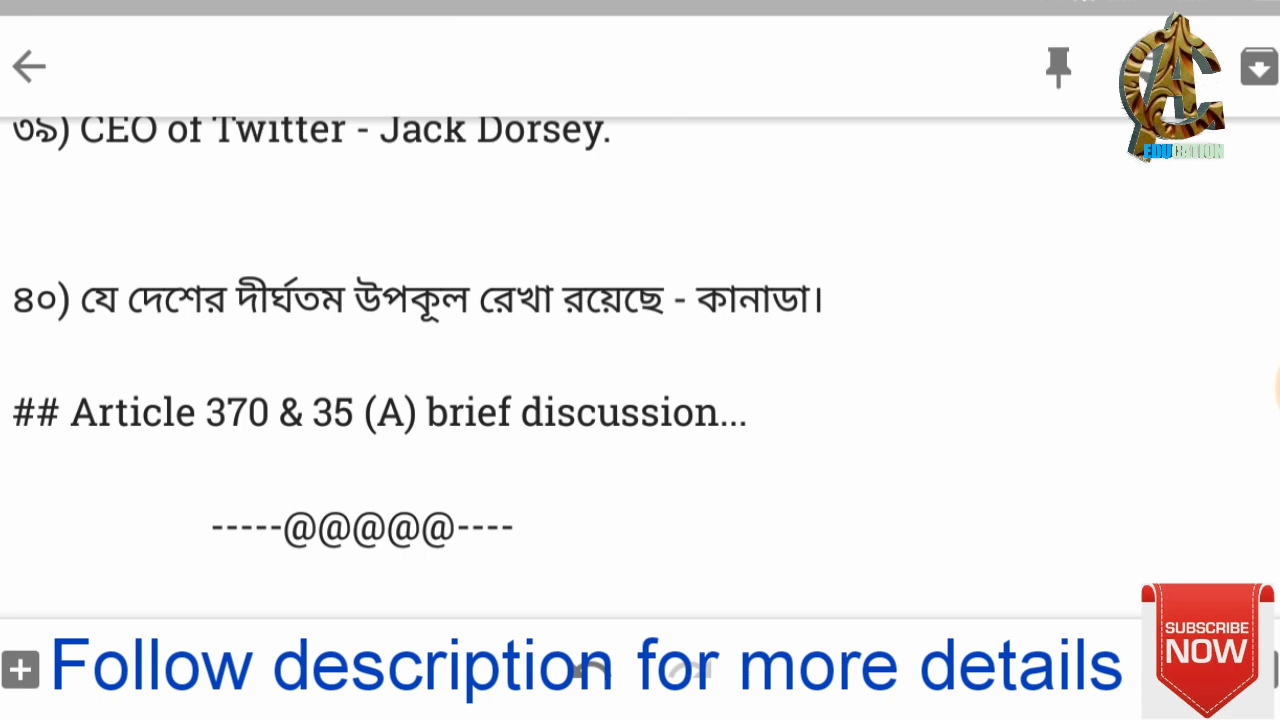 ৩৯) CEO of Twitter - Jack Dorsey.
৪০) যে দেশের দীর্ঘতম উপকূল রেখা রয়েছে - কানাডা।
## Article 370 & 35 (A) brief discussion...
-----@@@@@----
Follow description for more details
SUBSCRIBE
NOW
EDUCATION